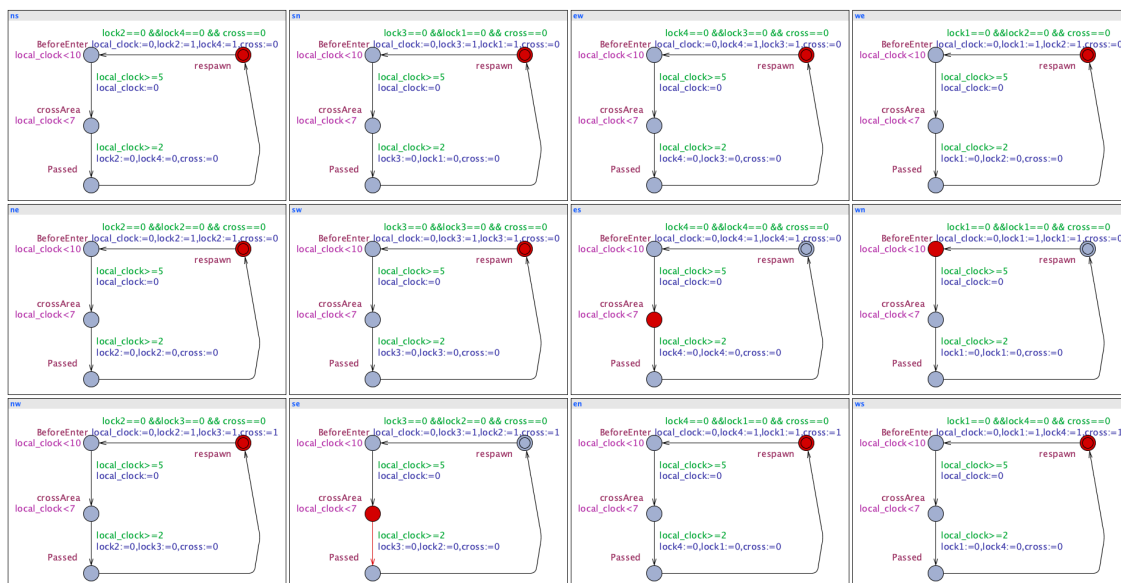 ns
lock2==0 &&lock4==0 && cross==0
BeforeEnter local_clock:=0,lock2:=1,lock4:=1,cross:=0
local_clock<10
respawn
local_clock>=5
local_clock:=0
crossArea
local_clock<7
local_clock>=2
lock2:=0,lock4:=0,cross:=0
Passed
sn
lock3==0 &&lock1==0 && cross==0
BeforeEnter local_clock:=0,lock3:=1,lock1:=1,cross:=0
local_clock<10
respawn
local_clock>=5
local_clock:=0
crossArea
local_clock<7
local_clock>=2
lock3:=0,lock1:=0,cross:=0
Passed
ew
lock4==0 &&lock3==0 && cross==0
BeforeEnter local_clock:=0,lock4:=1,lock3:=1,cross:=0
local_clock<10
respawn
local_clock>=5
local_clock:=0
crossArea
local_clock<7
local_clock>=2
lock4:=0,lock3:=0,cross:=0
Passed
we
lock1==0 &&lock2==0 && cross==0
BeforeEnter local_clock:=0,lock1:=1,lock2:=1,cross:=0
local_clock<10
respawn
local_clock>=5
local_clock:=0
crossArea
local_clock<7
local_clock>=2
lock1:=0,lock2:=0,cross:=0
Passed
ne
lock2==0 &&lock2==0 && cross==0
BeforeEnter local_clock:=0,lock2:=1,lock2:=1,cross:=0
local_clock<10
respawn
local_clock>=5
local_clock:=0
crossArea
local_clock<7
local_clock>=2
lock2:=0,lock2:=0,cross:=0
Passed
sw
lock3==0 &&lock3==0 && cross==0
BeforeEnter local_clock:=0,lock3:=1,lock3:=1,cross:=0
local_clock<10
respawn
local_clock>=5
local_clock:=0
crossArea
local_clock<7
local_clock>=2
lock3:=0,lock3:=0,cross:=0
Passed
es
lock4==0 &&lock4==0 && cross==0
BeforeEnter local_clock:=0,lock4:=1,lock4:=1,cross:=0
local_clock<10
respawn
local_clock>=5
local_clock:=0
crossArea
local_clock<7
local_clock>=2
lock4:=0,lock4:=0,cross:=0
Passed
wn
lock1==0 &&lock1==0 && cross==0
BeforeEnter local_clock:=0,lock1:=1,lock1:=1,cross:=0
local_clock<10
respawn
local_clock>=5
local_clock:=0
crossArea
local_clock<7
local_clock>=2
lock1:=0,lock1:=0,cross:=0
Passed
nw
lock2==0 &&lock3==0 && cross==0
BeforeEnter local_clock:=0,lock2:=1,lock3:=1,cross:=1
local_clock<10
respawn
local_clock>=5
local_clock:=0
crossArea
local_clock<7
local_clock>=2
lock2:=0,lock3:=0,cross:=0
Passed
se
lock3==0 &&lock2==0 && cross==0
BeforeEnter local_clock:=0,lock3:=1,lock2:=1,cross:=1
local_clock<10
respawn
local_clock>=5
local_clock:=0
crossArea
local_clock<7
local_clock>=2
lock3:=0,lock2:=0,cross:=0
Passed
en
lock4==0 &&lock1==0 && cross==0
BeforeEnter local_clock:=0,lock4:=1,lock1:=1,cross:=1
local_clock<10
respawn
local_clock>=5
local_clock:=0
crossArea
local_clock<7
local_clock>=2
lock4:=0,lock1:=0,cross:=0
Passed
ws
lock1==0 &&lock4==0 && cross==0
BeforeEnter local_clock:=0,lock1:=1,lock4:=1,cross:=1
local_clock<10
respawn
local_clock>=5
local_clock:=0
crossArea
local_clock<7
local_clock>=2
lock1:=0,lock4:=0,cross:=0
Passed